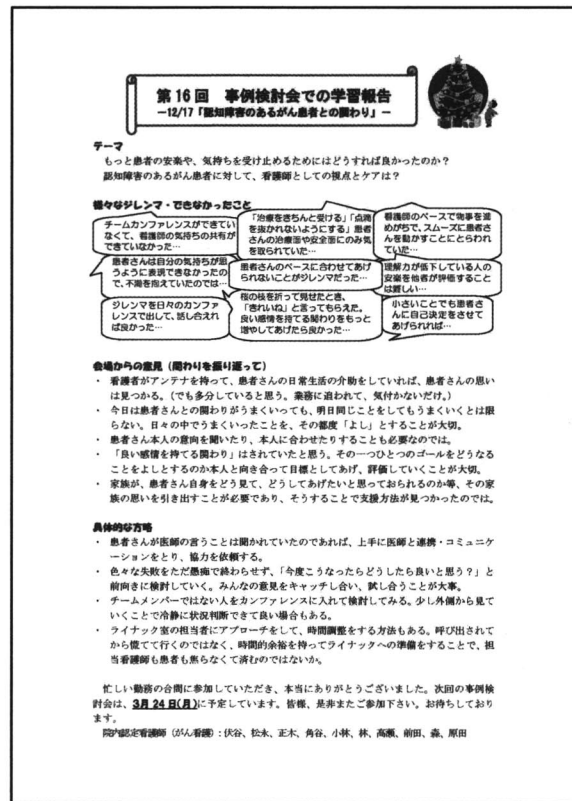 第16回　事例検討会での学習報告
－12/17「認知障害のあるがん患者との関わり」－
テーマ
もっと患者の安楽や、気持ちを受け止めるためにはどうすれば良かったのか？
認知障害のあるがん患者に対して、看護師としての視点とケアは？
様々なジレンマ・できなかったこと
チームカンファレンスができてい
なくて、看護師の気持ちの共有が
できていなかった…
「治療をきちんと受ける」「点滴
を抜かれないようにする」患者
さんの治療面や安全面にのみ気
を取られていた…
看護師のペースで物事を進
めがちで、スムーズに患者さ
んを動かすことにとらわれ
ていた…
患者さんは自分の気持ちが思
うように表現できなかったの
で、不満を抱えていたのでは…
患者さんのペースに合わせてあげ
られないことがジレンマだった…
理解力が低下している人の
安楽を他者が評価すること
は難しい…
ジレンマを日々のカンファ
レンスで出して、話し合え
れば良かった…
桜の枝を折って見せたとき、
「きれいね」と言ってもらえた。
良い感情を持てる関わりをもっと
増やしてあげたら良かった…
小さいことでも患者さ
んに自己決定をさせて
あげられれば…
会場からの意見（関わりを振り返って）
・ 看護者がアンテナを持って、患者さんの日常生活の介助をしていれば、患者さんの思い
は見つかる。（でも多分していると思う。業務に追われて、気付かないだけ。）
・ 今日は患者さんとの関わりがうまくいっても、明日同じことをしてもうまくいくとは限
らない。日々の中でうまくいったことを、その都度「よし」とすることが大切。
・ 患者さん本人の意向を聞いたり、本人に合わせたりすることも必要なのでは。
・ 「良い感情を持てる関わり」はされていたと思う。その一つひとつのゴールをどうなる
ことをよしとするのか本人と向き合って目標としてあげ、評価していくことが大切。
・ 家族が、患者さん自身をどう見て、どうしてあげたいと思っておられるのか等、その家
族の思いを引き出すことが必要であり、そうすることで支援方法が見つかったのでは。
具体的な方略
・ 患者さんが医師の言うことは聞かれていたのであれば、上手に医師と連携・コミュニケ
ーションをとり、協力を依頼する。
・ 色々な失敗をただ愚痴で終わらせず、「今度こうなったらどうしたら良いと思う？」と
前向きに検討していく。みんなの意見をキャッチし合い、試し合うことが大事。
・ チームメンバーではない人をカンファレンスに入れて検討してみる。少し外側から見て
いくことで冷静に状況判断できて良い場合もある。
・ ライナック室の担当者にアプローチをして、時間調整をする方法もある。呼び出されて
から慌てて行くのではなく、時間的余裕を持ってライナックへの準備をすることで、担
当看護師も患者も焦らなくて済むのではないか。
忙しい勤務の合間に参加していただき、本当にありがとうございました。次回の事例検
討会は、3月24日(月)に予定しています。皆様、是非またご参加下さい。お待ちしており
ます。
院内認定看護師（がん看護）：伏谷、松永、正木、角谷、小林、林、高瀬、前田、森、原田